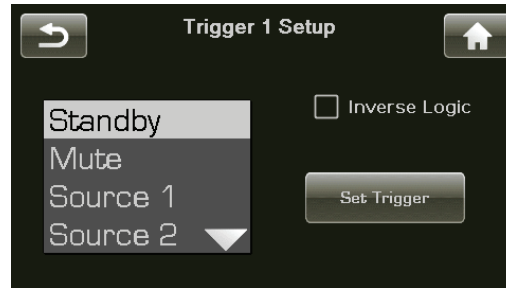 Trigger 1 Setup
Standby
Mute
Source 1
Source 2
Inverse Logic
Set Trigger